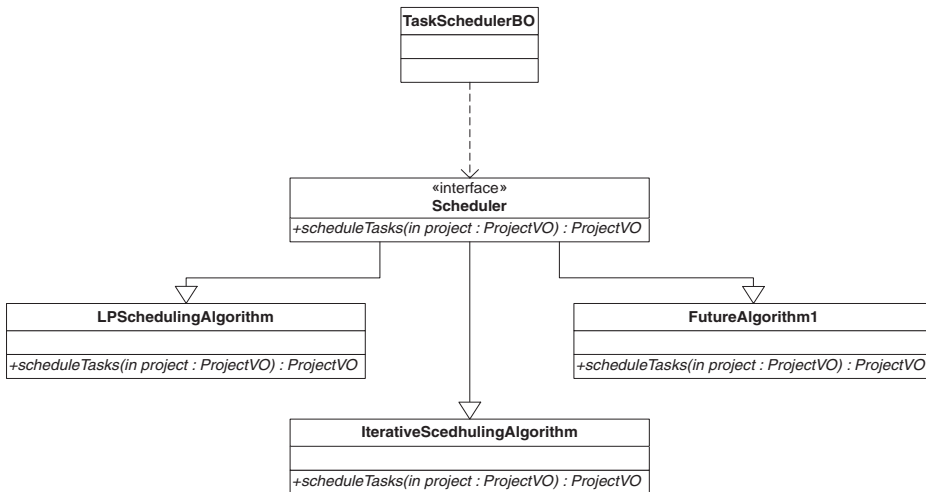 TaskSchedulerBO
«interface»
Scheduler
+scheduleTasks(in project : ProjectVO) : ProjectVO
LPSchedulingAlgorithm
+scheduleTasks(in project : ProjectVO) : ProjectVO
FutureAlgorithm1
+scheduleTasks(in project : ProjectVO) : ProjectVO
IterativeScedhulingAlgorithm
+scheduleTasks(in project : ProjectVO) : ProjectVO